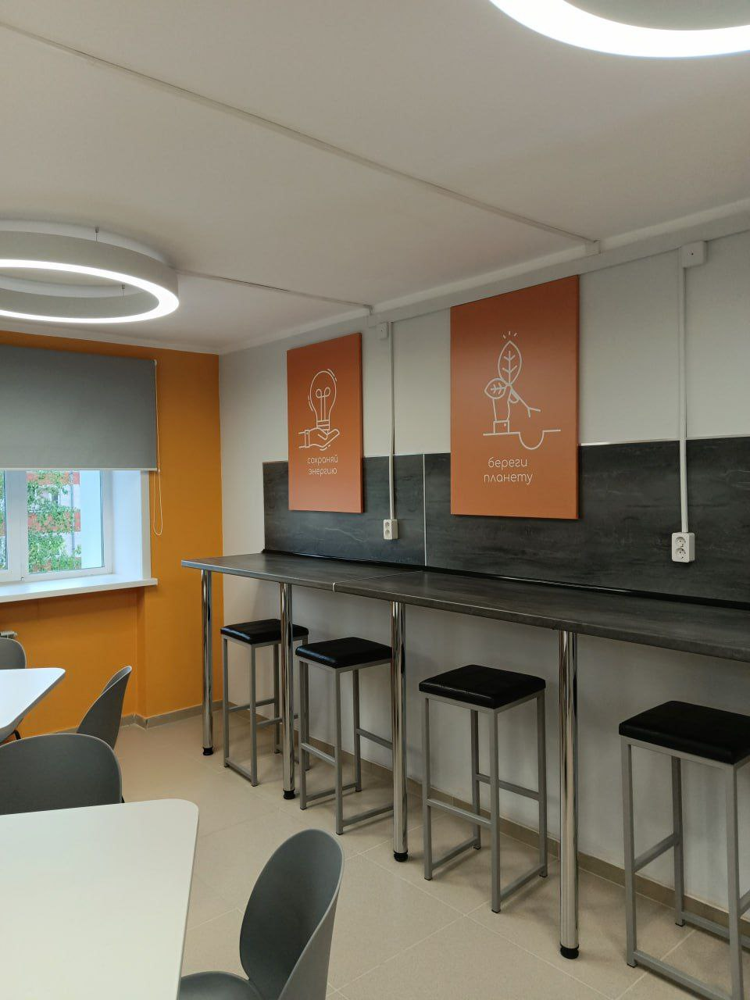 сохраняй
энергию
береги
планету